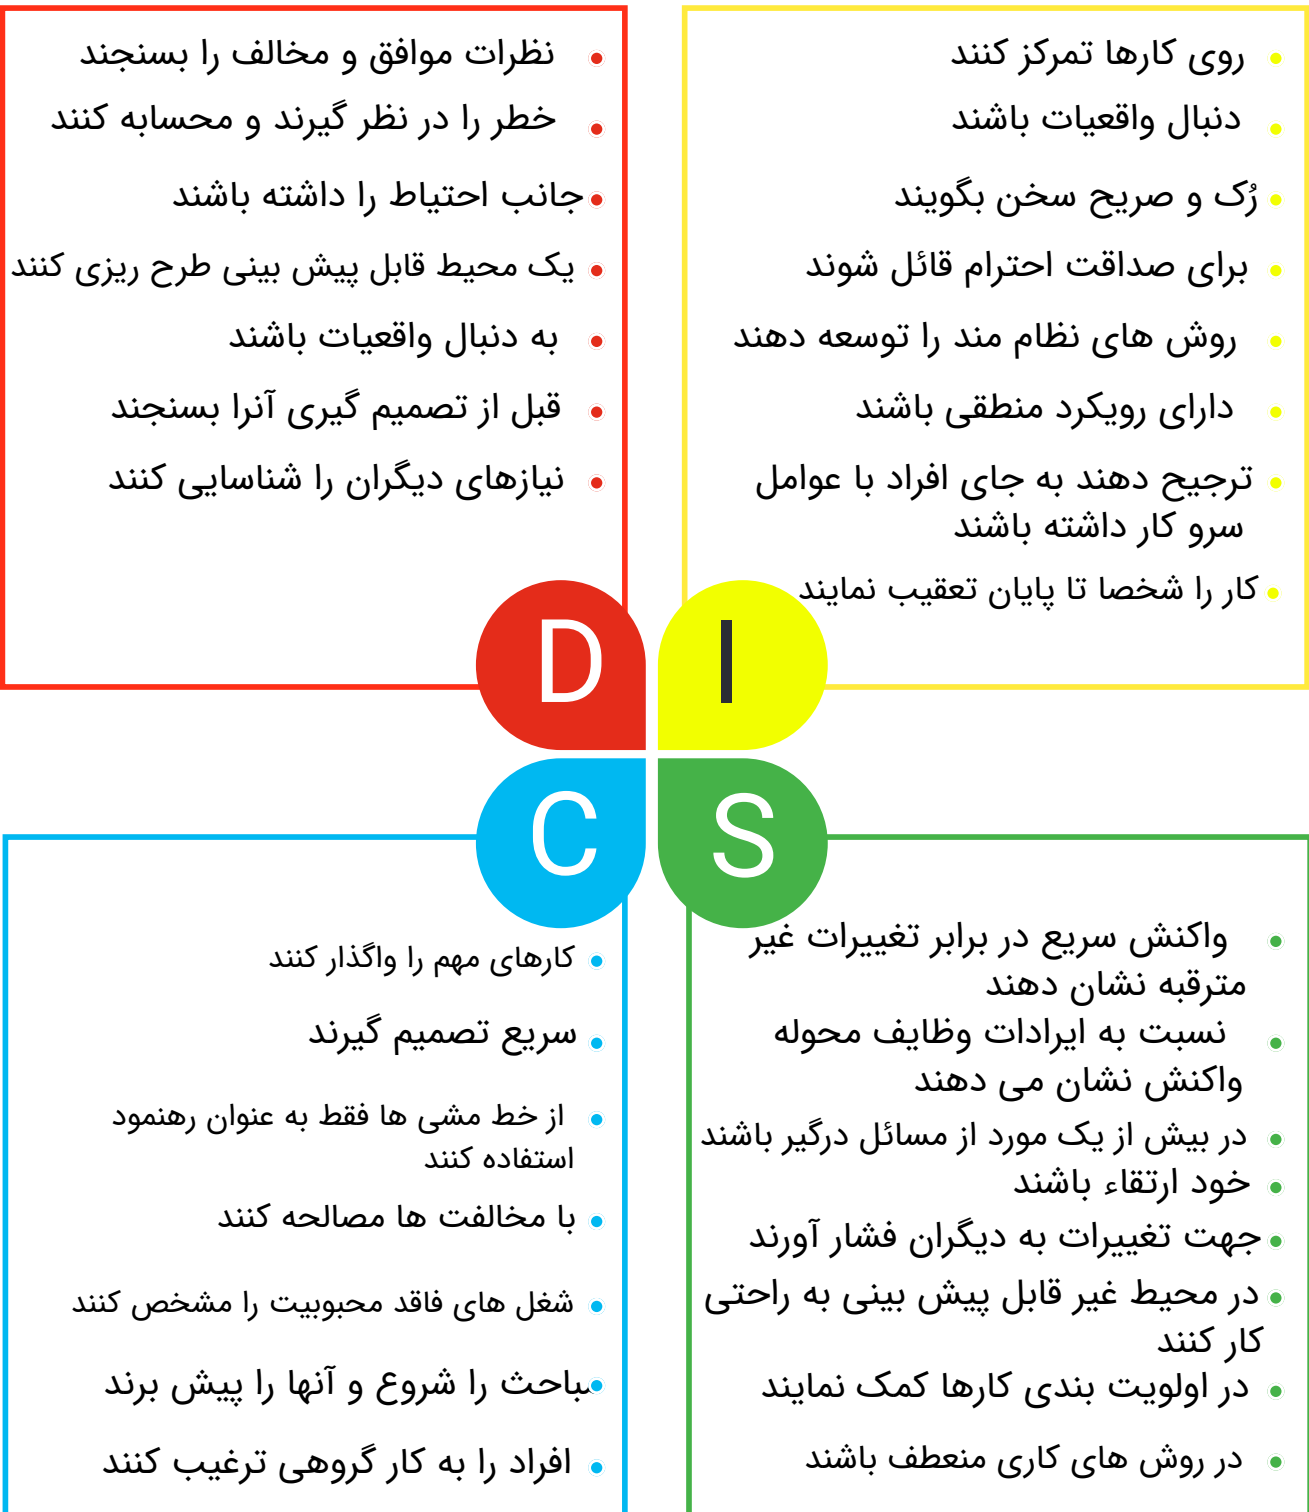 روی کارها تمرکز کنند
دنبال واقعیات باشند
رُک و صریح سخن بگویند
برای صداقت احترام قائل شوند
روش های نظام مند را توسعه دهند
دارای رویکرد منطقی باشند
ترجیح دهند به جای افراد با عوامل
سرو کار داشته باشند
کار را شخصا تا پایان تعقیب نمایند
نظرات موافق و مخالف را بسنجند
خطر را در نظر گیرند و محسابه کنند
جانب احتیاط را داشته باشند
یک محیط قابل پیش بینی طرح ریزی کنند
به دنبال واقعیات باشند
قبل از تصمیم گیری آنرا بسنجند
نیازهای دیگران را شناسایی کنند
D
I
C
S
واکنش سریع در برابر تغییرات غیر
مترقبه نشان دهند
نسبت به ایرادات وظایف محوله
واکنش نشان می دهند
در بیش از یک مورد از مسائل درگیر باشند
خود ارتقاء باشند
جهت تغییرات به دیگران فشار آورند
در محیط غیر قابل پیش بینی به راحتی
کار کنند
در اولویت بندی کارها کمک نمایند
در روش های کاری منعطف باشند
کارهای مهم را واگذار کنند
سریع تصمیم گیرند
از خط مشی ها فقط به عنوان رهنمود
استفاده کنند
با مخالفت ها مصالحه کنند
شغل های فاقد محبوبیت را مشخص کنند
مباحث را شروع و آنها را پیش برند
افراد را به کار گروهی ترغیب کنند